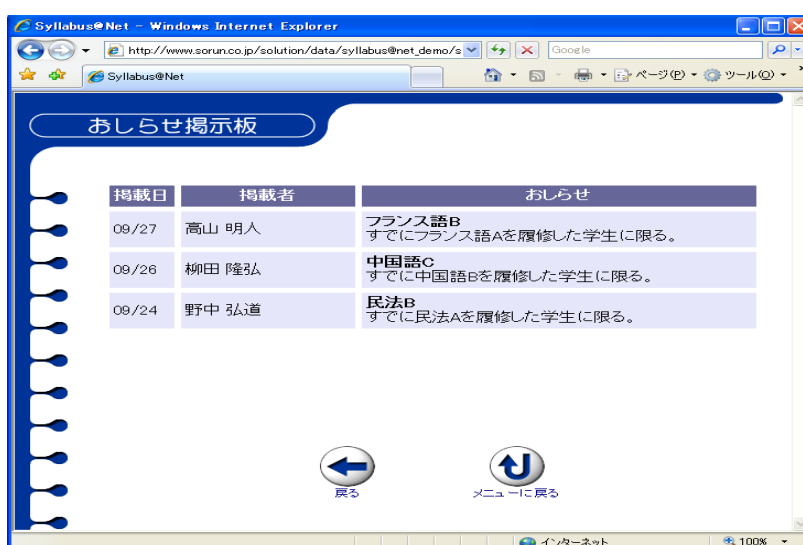 Syllabus@Net - Windows Internet Explorer
http://www.sorun.co.jp/solution/data/syllabus@net_demo/s
Google
Syllabus@Net
ページ(P)
ツール(O)
おしらせ掲示板
掲載日 掲載者 おしらせ
09/27 高山 明人 フランス語B
すでにフランス語Aを履修した学生に限る。
09/26 柳田 隆弘 中国語C
すでに中国語Bを履修した学生に限る。
09/24 野中 弘道 民法B
すでに民法Aを履修した学生に限る。
戻る
メニューに戻る
インターネット
100%